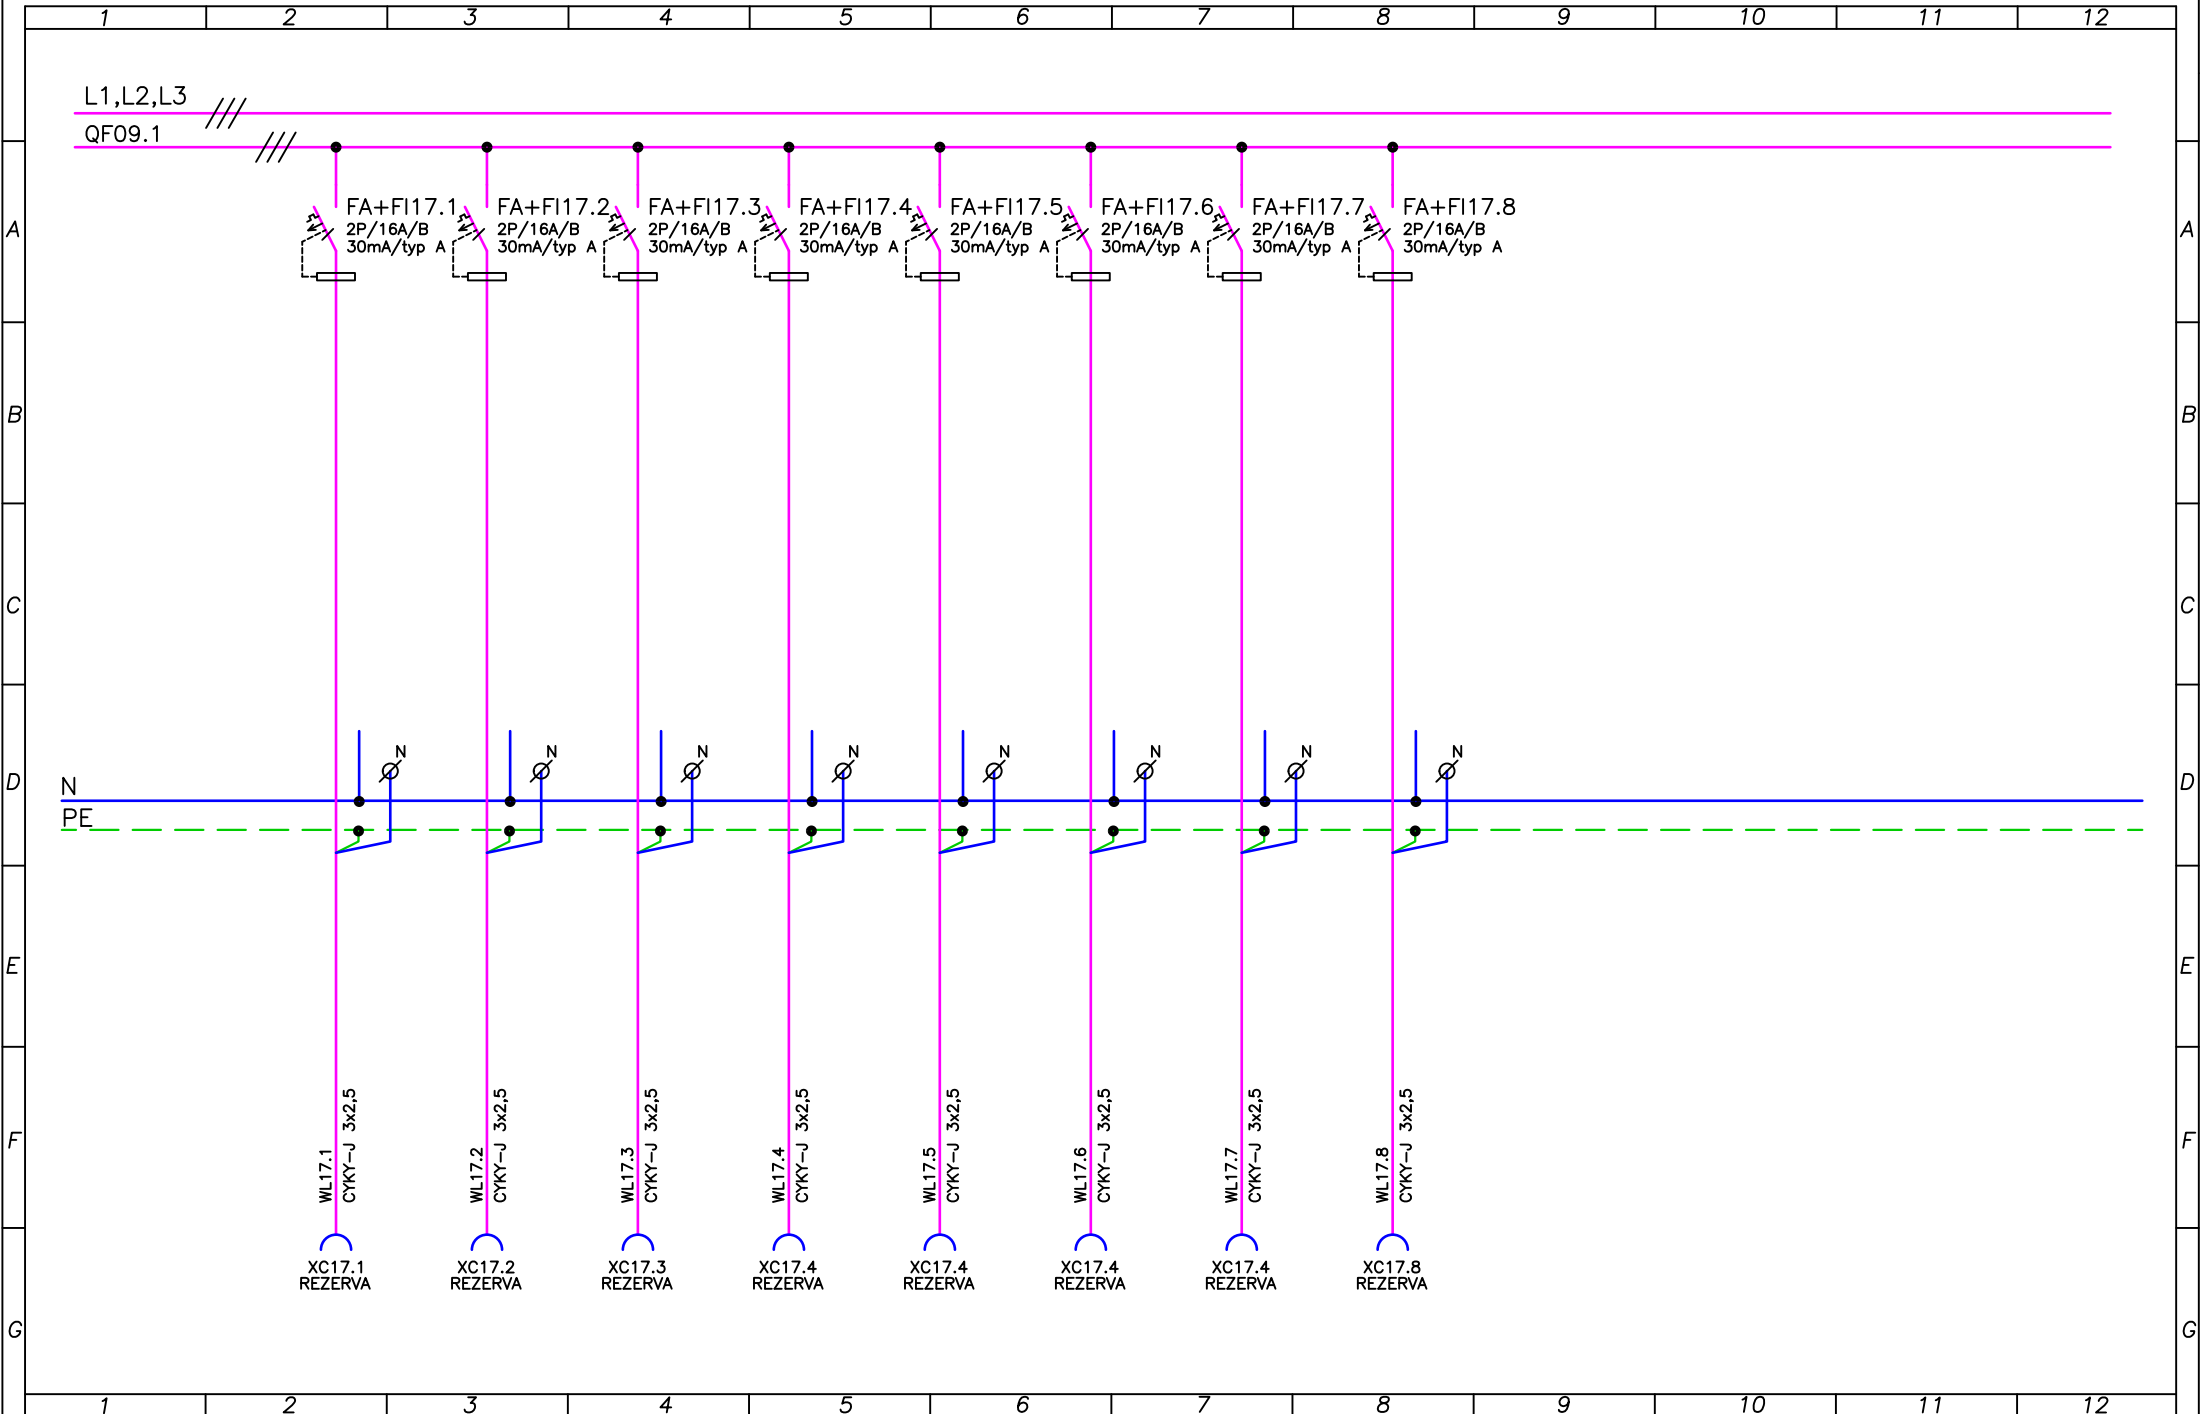 1 2 3 4 5 6 7 8 9 10 11 12
L1,L2,L3
QF09.1
A A
FA+FI17.1 FA+FI17.2 FA+FI17.3 FA+FI17.4 FA+FI17.5 FA+FI17.6 FA+FI17.7 FA+FI17.8
2P/16A/B 2P/16A/B 2P/16A/B 2P/16A/B 2P/16A/B 2P/16A/B 2P/16A/B 2P/16A/B
30mA/typ A 30mA/typ A 30mA/typ A 30mA/typ A 30mA/typ A 30mA/typ A 30mA/typ A 30mA/typ A
B B
C C
N N N N N N N N
D D
N
PE
E E
F F
WL17.1
CYKY-J 3x2,5
WL17.2
CYKY-J 3x2,5
WL17.3
CYKY-J 3x2,5
WL17.4
CYKY-J 3x2,5
WL17.5
CYKY-J 3x2,5
WL17.6
CYKY-J 3x2,5
WL17.7
CYKY-J 3x2,5
WL17.8
CYKY-J 3x2,5
XC17.1 XC17.2 XC17.3 XC17.4 XC17.4 XC17.4 XC17.4 XC17.8
REZERVA REZERVA REZERVA REZERVA REZERVA REZERVA REZERVA REZERVA
G G
1 2 3 4 5 6 7 8 9 10 11 12